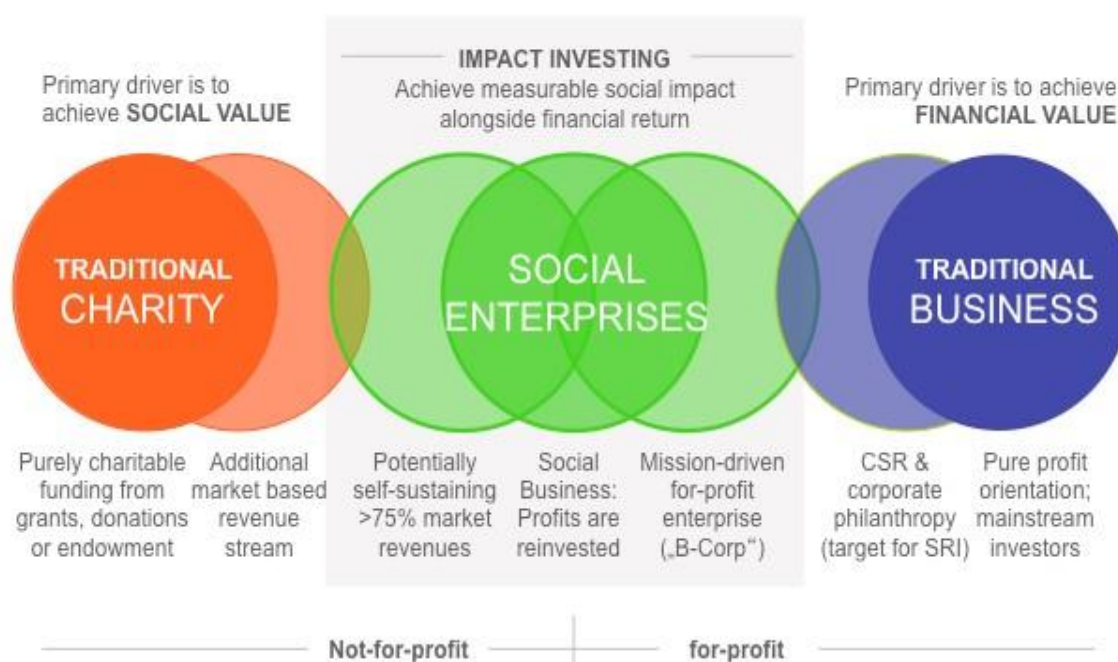 IMPACT INVESTING
Achieve measurable social impact
alongside financial return
Primary driver is to
achieve SOCIAL VALUE
Primary driver is to achieve
FINANCIAL VALUE
TRADITIONAL
CHARITY
SOCIAL
ENTERPRISES
TRADITIONAL
BUSINESS
Purely charitable
funding from
grants, donations
or endowment
Additional
market based
revenue
stream
Potentially
self-sustaining
>75% market
revenues
Social
Business:
Profits are
reinvested
Mission-driven
for-profit
enterprise
(„B-Corp“)
CSR &
corporate
philanthropy
(target for SRI)
Pure profit
orientation;
mainstream
investors
Not-for-profit
for-profit